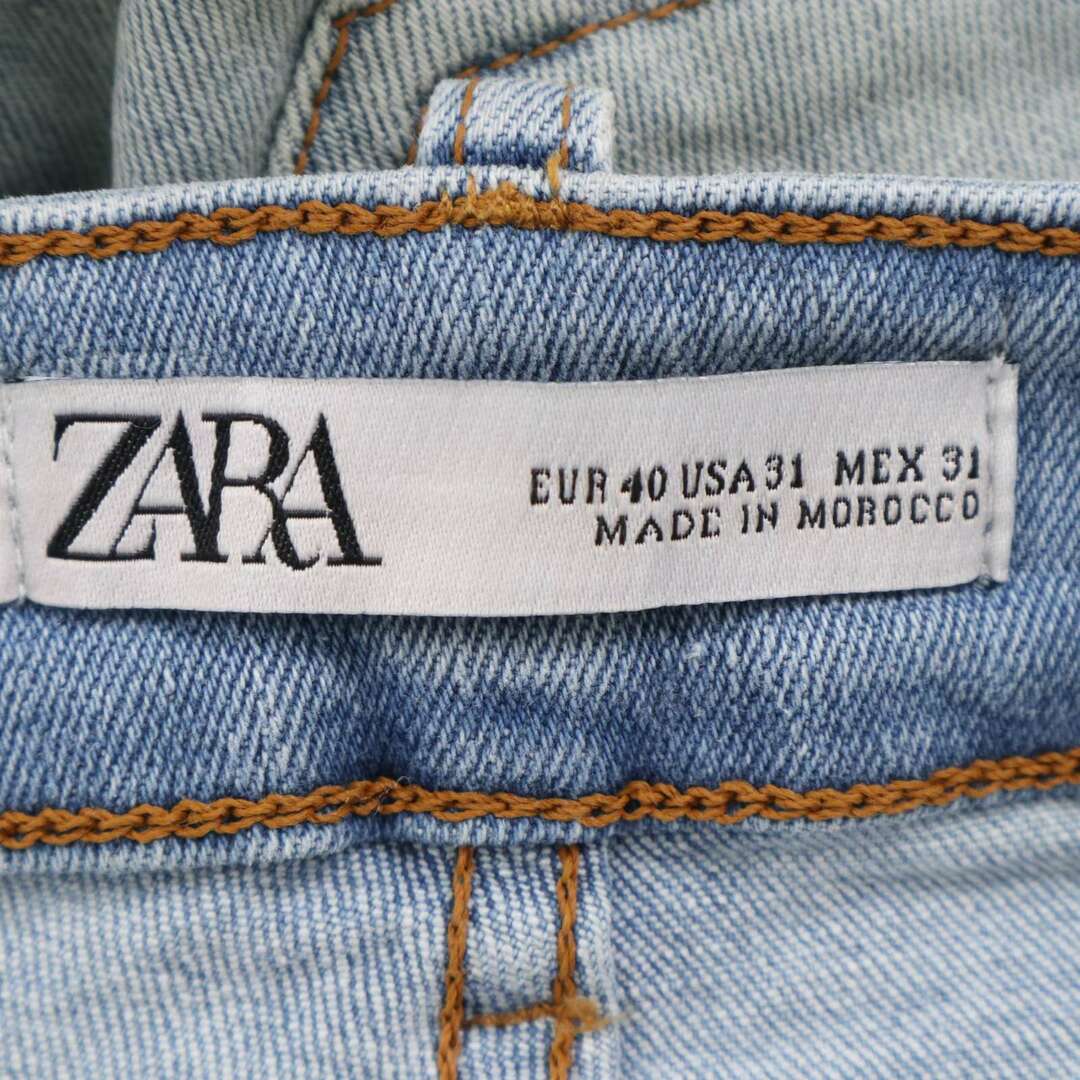 ZARA
EUR 40 USA 31 MEX 31
MADE IN MOROCCO